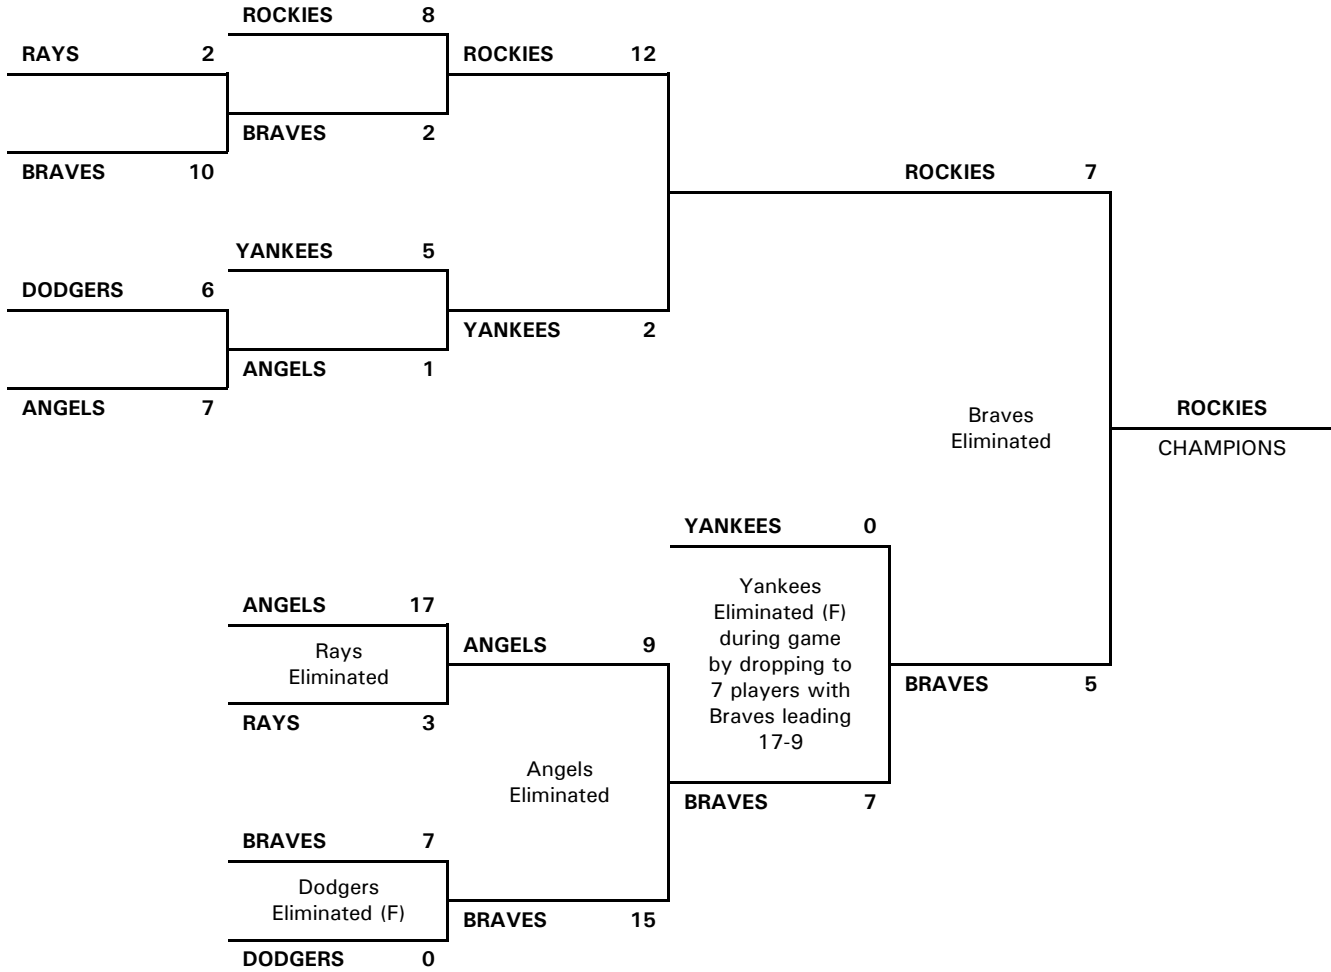 ROCKIES 8
RAYS 2
ROCKIES 12
BRAVES 2
BRAVES 10
ROCKIES 7
YANKEES 5
DODGERS 6
YANKEES 2
ANGELS 1
ANGELS 7
Braves
Eliminated
ROCKIES
CHAMPIONS
YANKEES 0
Yankees
Eliminated (F)
during game
by dropping to
7 players with
Braves leading
17-9
ANGELS 17
Rays
Eliminated
ANGELS 9
RAYS 3
BRAVES 5
Angels
Eliminated
BRAVES 7
BRAVES 7
Dodgers
Eliminated (F)
BRAVES 15
DODGERS 0